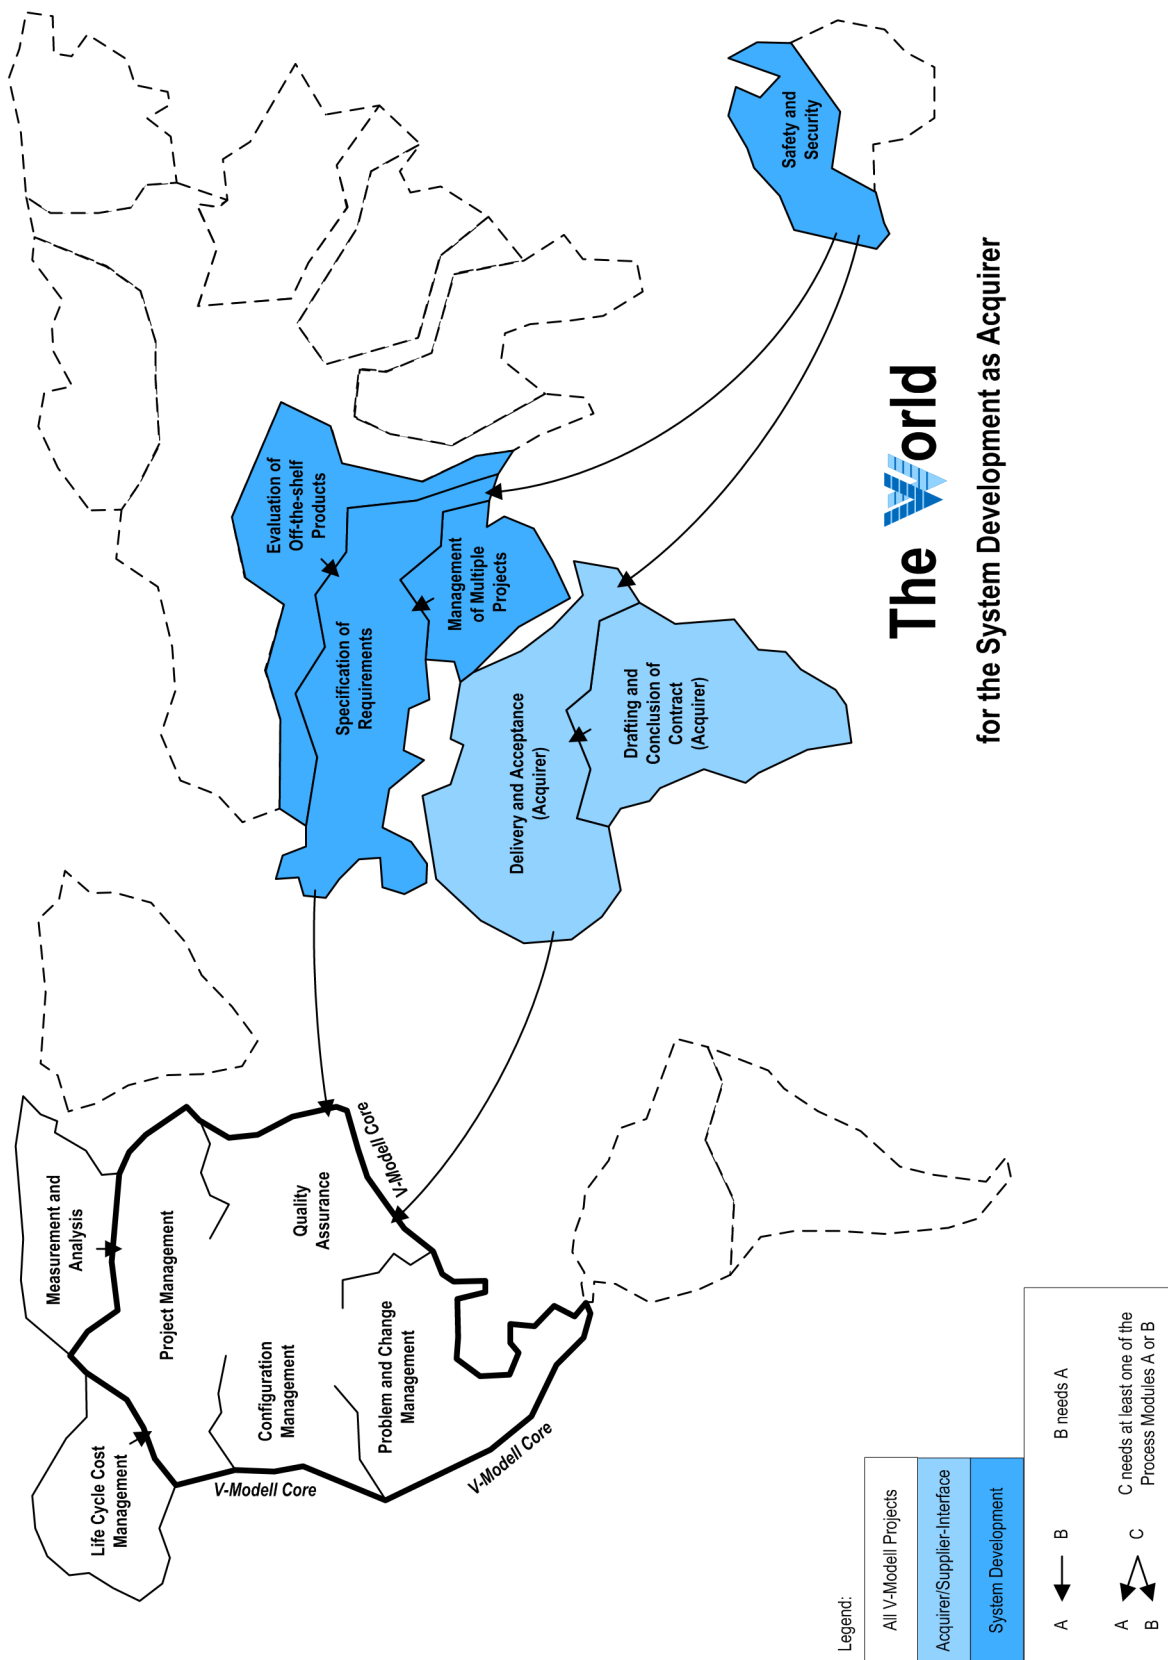 Measurement and
Analysis
Life Cycle Cost
Management
Project Management
Quality
Assurance
Configuration
Management
Problem and Change
Management
V-Modell Core
V-Modell Core
V-Modell Core
Evaluation of
Off-the-shelf
Products
Specification of
Requirements
Management
of Multiple
Projects
Delivery and Acceptance
(Acquirer)
Drafting and
Conclusion of
Contract
(Acquirer)
Safety and
Security
The World
for the System Development as Acquirer
Legend:
All V-Modell Projects
Acquirer/Supplier-Interface
System Development
A B B needs A
A
B
C
C needs at least one of the
Process Modules A or B